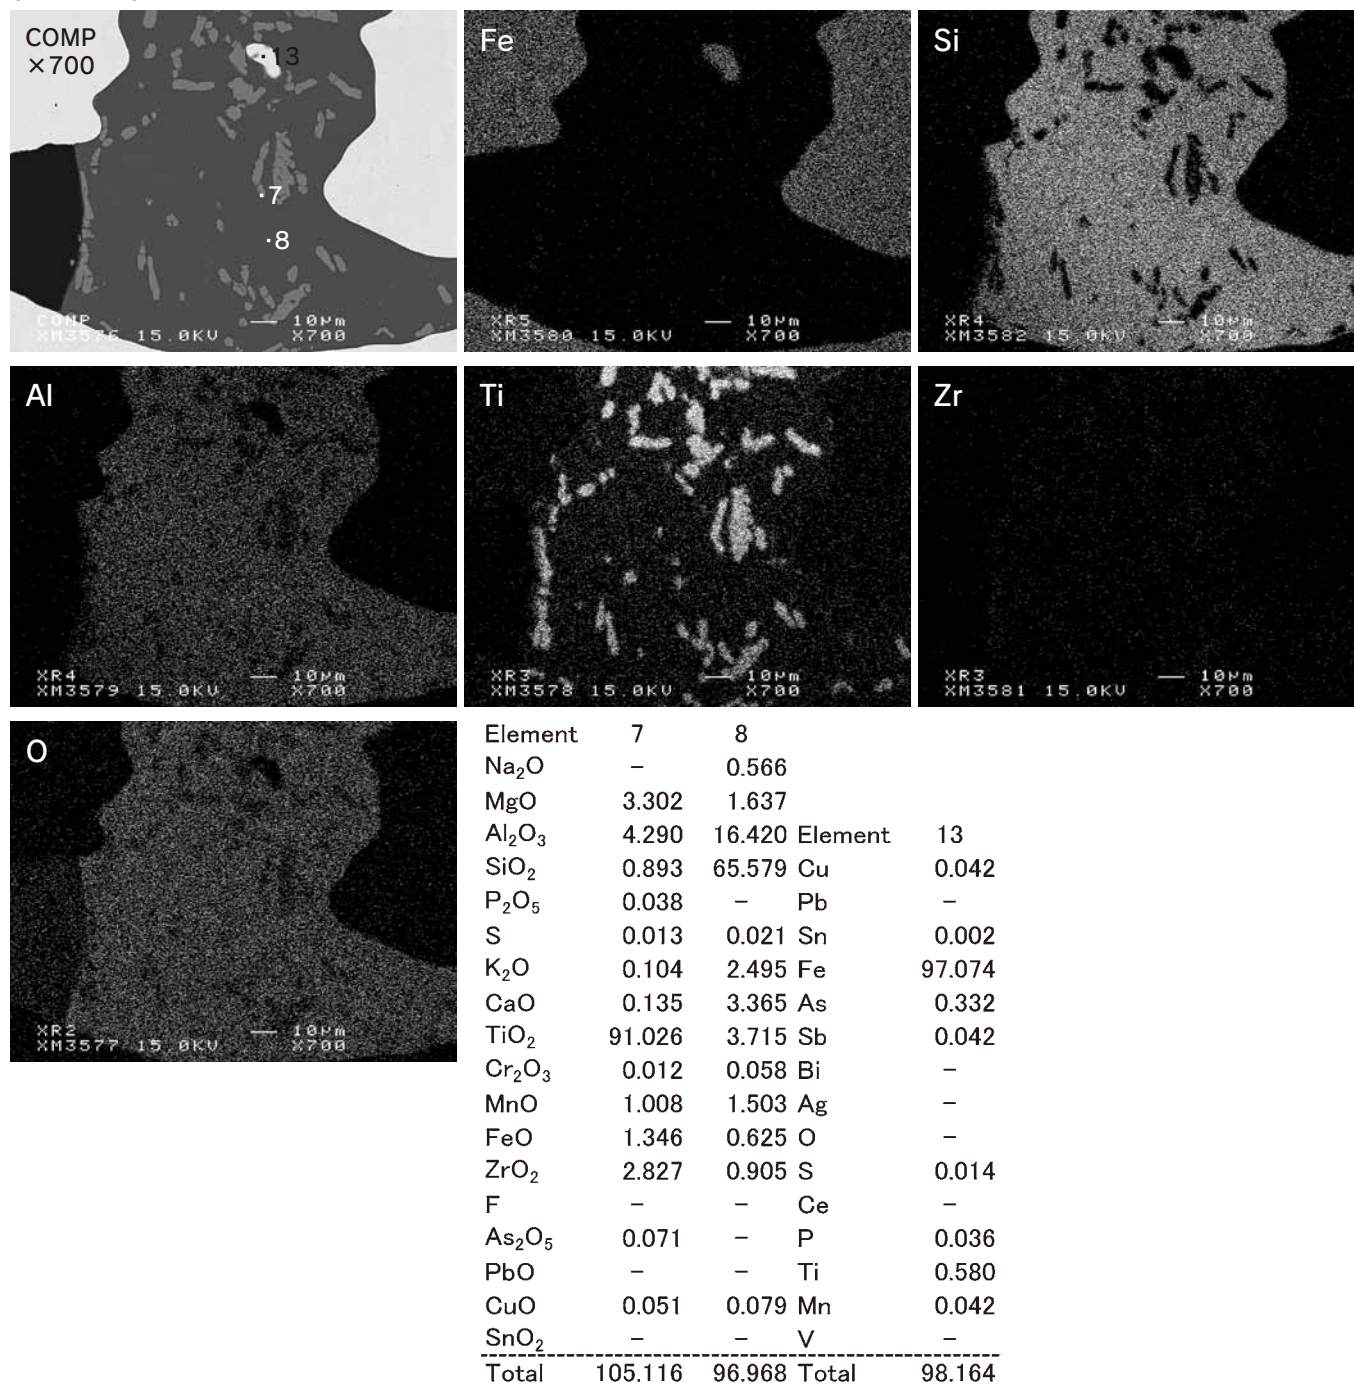 COMP
×700
·13
·7
·8
COMP 10μm
XM3576 15.0KV X700
Fe
XR5 10μm
XM3580 15.0KV X700
Si
XR4 10μm
XM3582 15.0KV X700
Al
XR4 10μm
XM3579 15.0KV X700
Ti
XR3 10μm
XM3578 15.0KV X700
Zr
XR3 10μm
XM3581 15.0KV X700
O
XR2 10μm
XM3577 15.0KV X700
Element 7 8
Na₂O – 0.566
MgO 3.302 1.637
Al₂O₃ 4.290 16.420 Element 13
SiO₂ 0.893 65.579 Cu 0.042
P₂O₅ 0.038 – Pb –
S 0.013 0.021 Sn 0.002
K₂O 0.104 2.495 Fe 97.074
CaO 0.135 3.365 As 0.332
TiO₂ 91.026 3.715 Sb 0.042
Cr₂O₃ 0.012 0.058 Bi –
MnO 1.008 1.503 Ag –
FeO 1.346 0.625 O –
ZrO₂ 2.827 0.905 S 0.014
F – – Ce –
As₂O₅ 0.071 – P 0.036
PbO – – Ti 0.580
CuO 0.051 0.079 Mn 0.042
SnO₂ – – V –
Total 105.116 96.968 Total 98.164